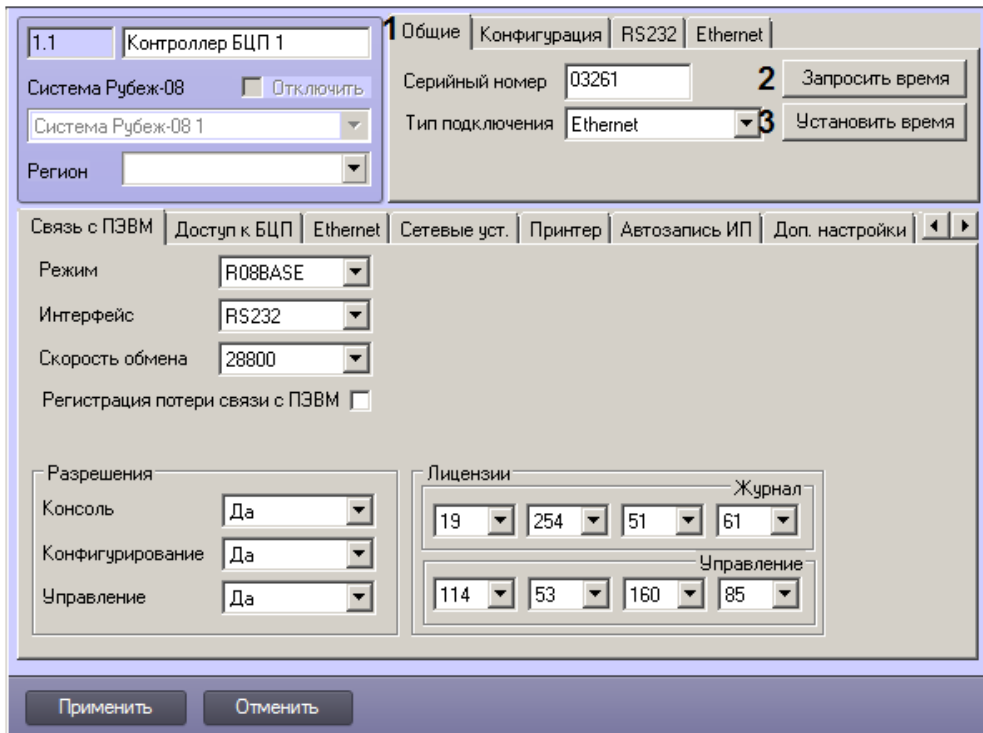 1.1 Контроллер БЦП 1
Система Рубеж-08 Отключить
Система Рубеж-08 1
Регион
1 Общие Конфигурация RS232 Ethernet
Серийный номер 03261 2 Запросить время
Тип подключения Ethernet 3 Установить время
Связь с ПЭВМ Доступ к БЦП Ethernet Сетевые уст. Принтер Автозапись ИП Доп. настройки
Режим R08BASE
Интерфейс RS232
Скорость обмена 28800
Регистрация потери связи с ПЭВМ
Разрешения
Консоль Да
Конфигурирование Да
Управление Да
Лицензии
Журнал
19 254 51 61
Управление
114 53 160 85
Применить Отменить